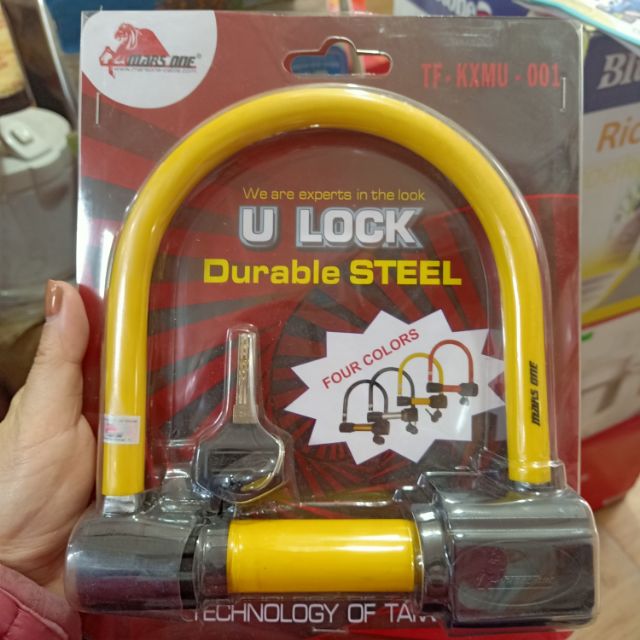 MARS ONE®
TF - KXMU - 001
We are experts in the look
U LOCK
Durable STEEL
FOUR COLORS
MARS ONE
TECHNOLOGY OF